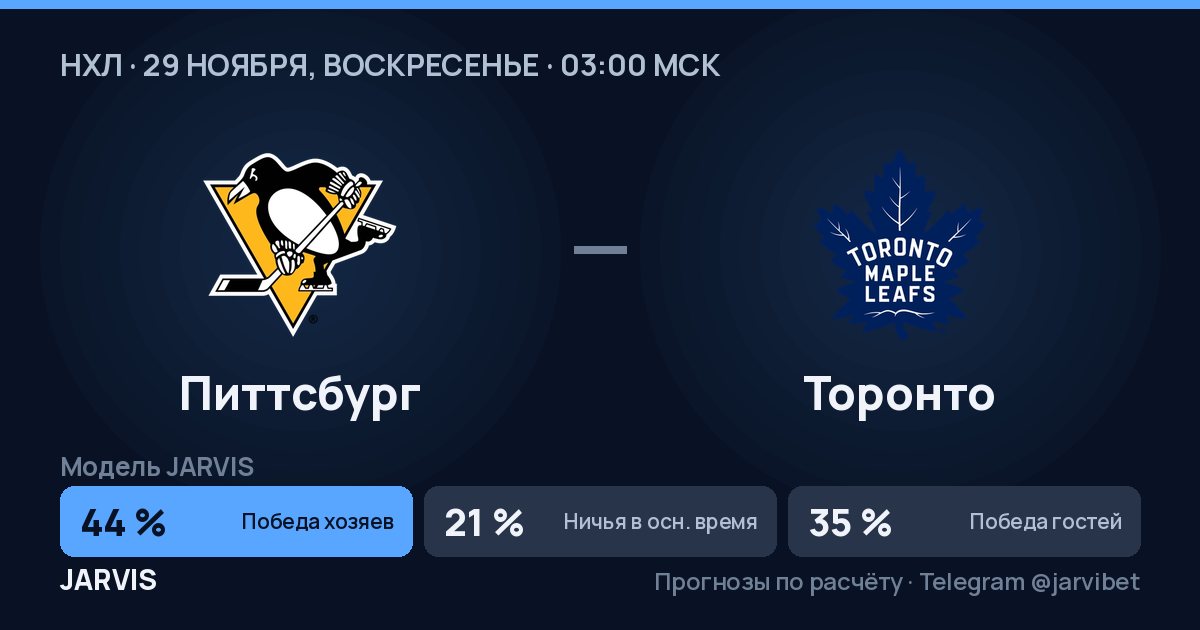 НХЛ · 29 НОЯБРЯ, ВОСКРЕСЕНЬЕ · 03:00 МСК
TORONTO
MAPLE
LEAFS
®
—
Питтсбург
Торонто
Модель JARVIS
44 % Победа хозяев
21 % Ничья в осн. время
35 % Победа гостей
JARVIS
Прогнозы по расчёту · Telegram @jarvibet